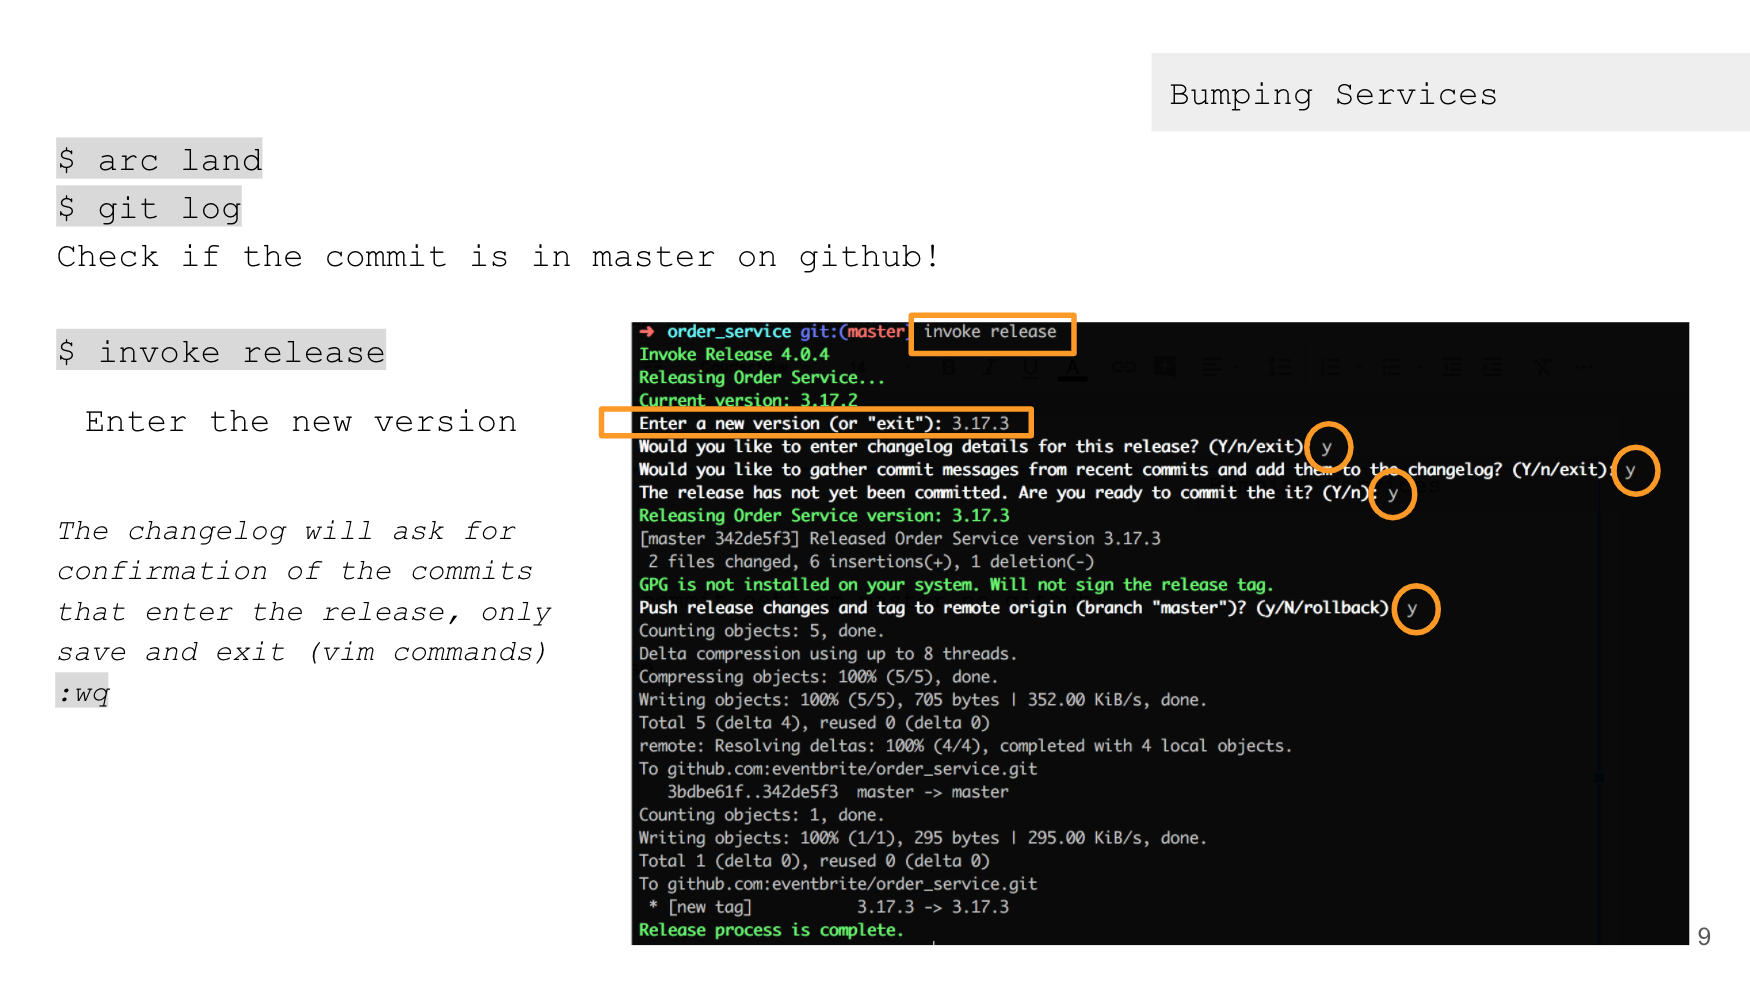 Bumping Services
$ arc land
$ git log
Check if the commit is in master on github!
$ invoke release
Enter the new version
The changelog will ask for
confirmation of the commits
that enter the release, only
save and exit (vim commands)
:wq
➜ order_service git:(master) invoke release
Invoke Release 4.0.4
Releasing Order Service...
Current version: 3.17.2
Enter a new version (or "exit"): 3.17.3
Would you like to enter changelog details for this release? (Y/n/exit): y
Would you like to gather commit messages from recent commits and add them to the changelog? (Y/n/exit): y
The release has not yet been committed. Are you ready to commit the it? (Y/n): y
Releasing Order Service version: 3.17.3
[master 342de5f3] Released Order Service version 3.17.3
2 files changed, 6 insertions(+), 1 deletion(-)
GPG is not installed on your system. Will not sign the release tag.
Push release changes and tag to remote origin (branch "master")? (y/N/rollback) y
Counting objects: 5, done.
Delta compression using up to 8 threads.
Compressing objects: 100% (5/5), done.
Writing objects: 100% (5/5), 705 bytes | 352.00 KiB/s, done.
Total 5 (delta 4), reused 0 (delta 0)
remote: Resolving deltas: 100% (4/4), completed with 4 local objects.
To github.com:eventbrite/order_service.git
3bdbe61f..342de5f3 master -> master
Counting objects: 1, done.
Writing objects: 100% (1/1), 295 bytes | 295.00 KiB/s, done.
Total 1 (delta 0), reused 0 (delta 0)
To github.com:eventbrite/order_service.git
* [new tag] 3.17.3 -> 3.17.3
Release process is complete.
9